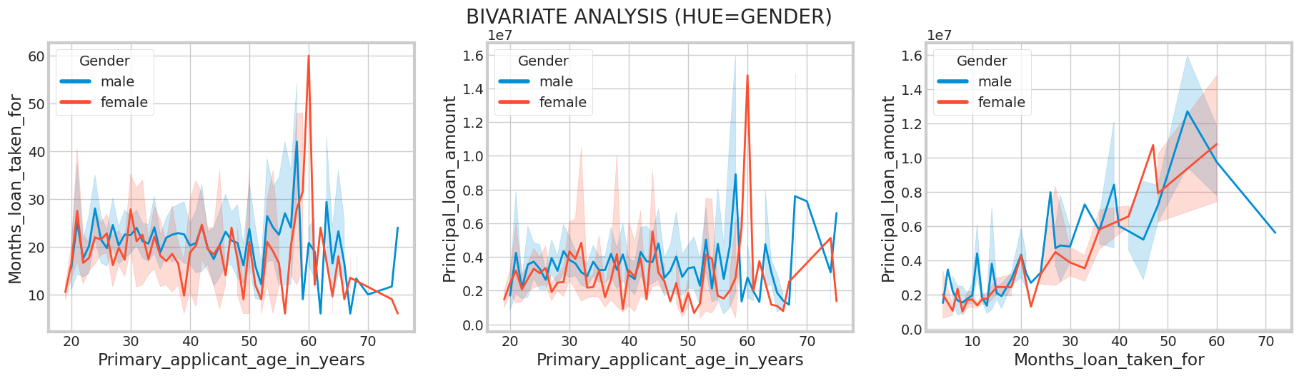 BIVARIATE ANALYSIS (HUE=GENDER)
Months_loan_taken_for
60
50
40
30
20
10
Gender
male
female
20
30
40
50
60
70
Primary_applicant_age_in_years
1e7
Principal_loan_amount
1.6
1.4
1.2
1.0
0.8
0.6
0.4
0.2
0.0
Gender
male
female
20
30
40
50
60
70
Primary_applicant_age_in_years
1e7
Principal_loan_amount
1.6
1.4
1.2
1.0
0.8
0.6
0.4
0.2
0.0
Gender
male
female
10
20
30
40
50
60
70
Months_loan_taken_for